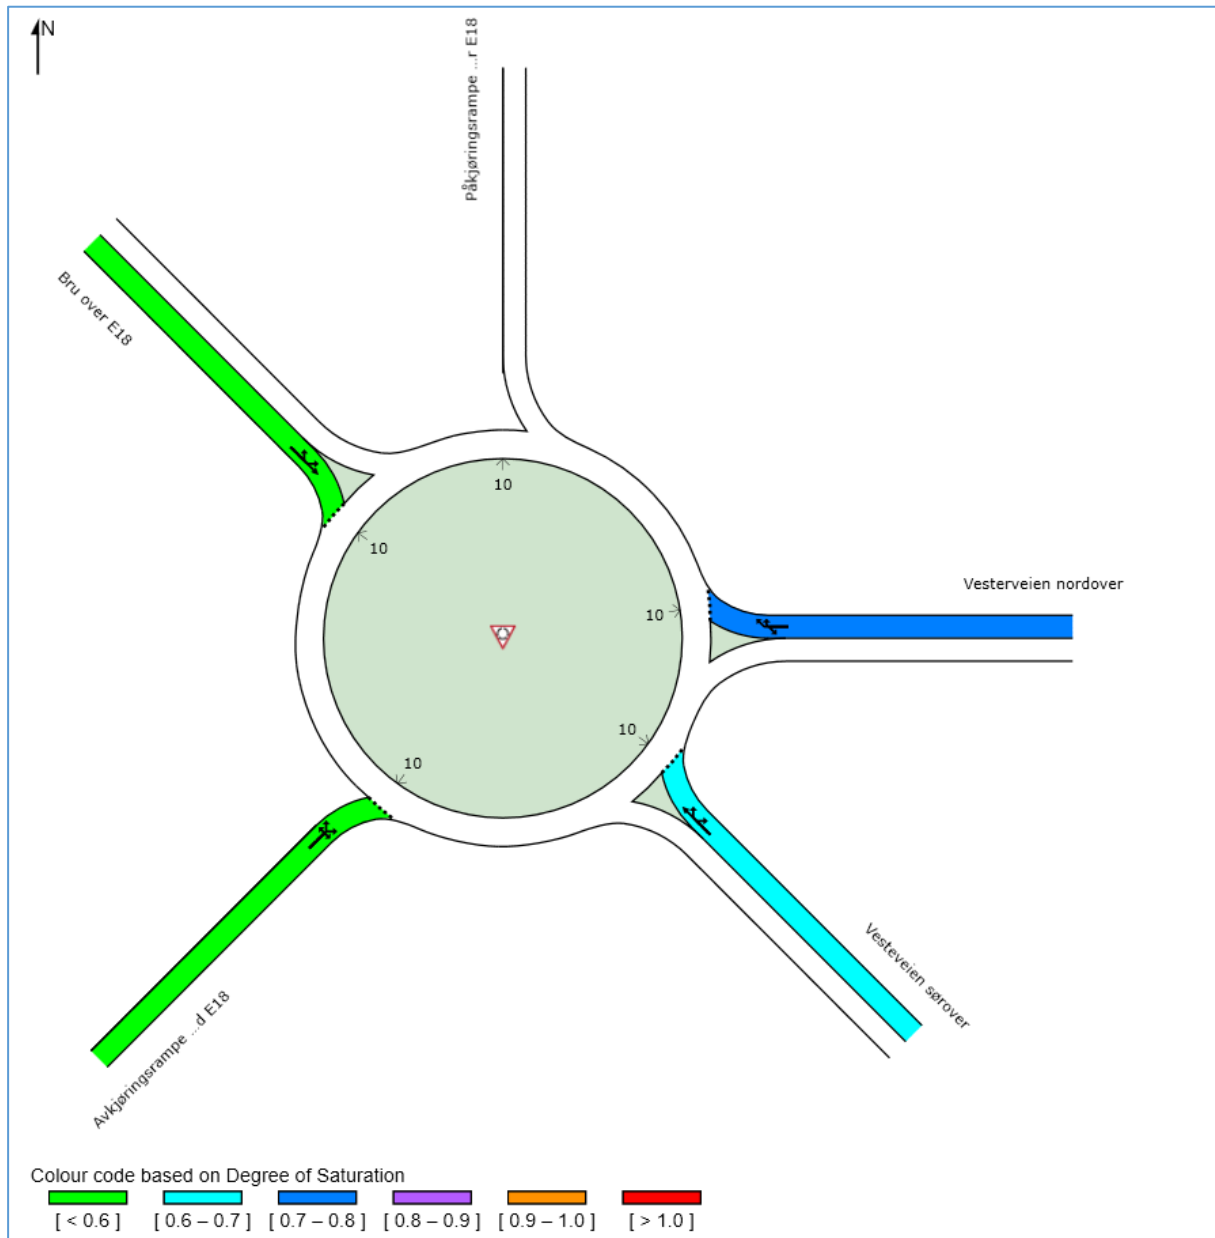 N
Påkjøringsrampe ...r E18
Bru over E18
10
10
Vesterveien nordover
10
10
10
Vesteveien sørover
Avkjøringsrampe ...d E18
Colour code based on Degree of Saturation
[ < 0.6 ] [ 0.6 – 0.7 ] [ 0.7 – 0.8 ] [ 0.8 – 0.9 ] [ 0.9 – 1.0 ] [ > 1.0 ]